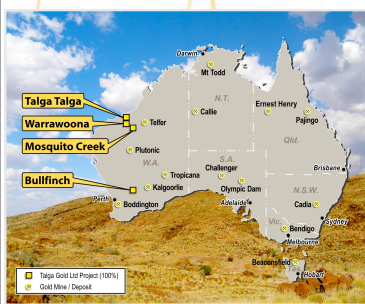 Darwin
Mt Todd
Talga Talga
N.T.
Ernest Henry
Warrawoona
Telfer
Callie
Pajingo
Mosquito Creek
Qld.
Plutonic
W.A.
S.A.
Tropicana
Challenger
Brisbane
Bullfinch
Kalgoorlie
Olympic Dam
N.S.W.
Perth
Boddington
Adelaide
Cadia
Sydney
Vic.
Bendigo
Melbourne
Beaconsfield
Talga Gold Ltd Project (100%)
Gold Mine / Deposit
Hobart